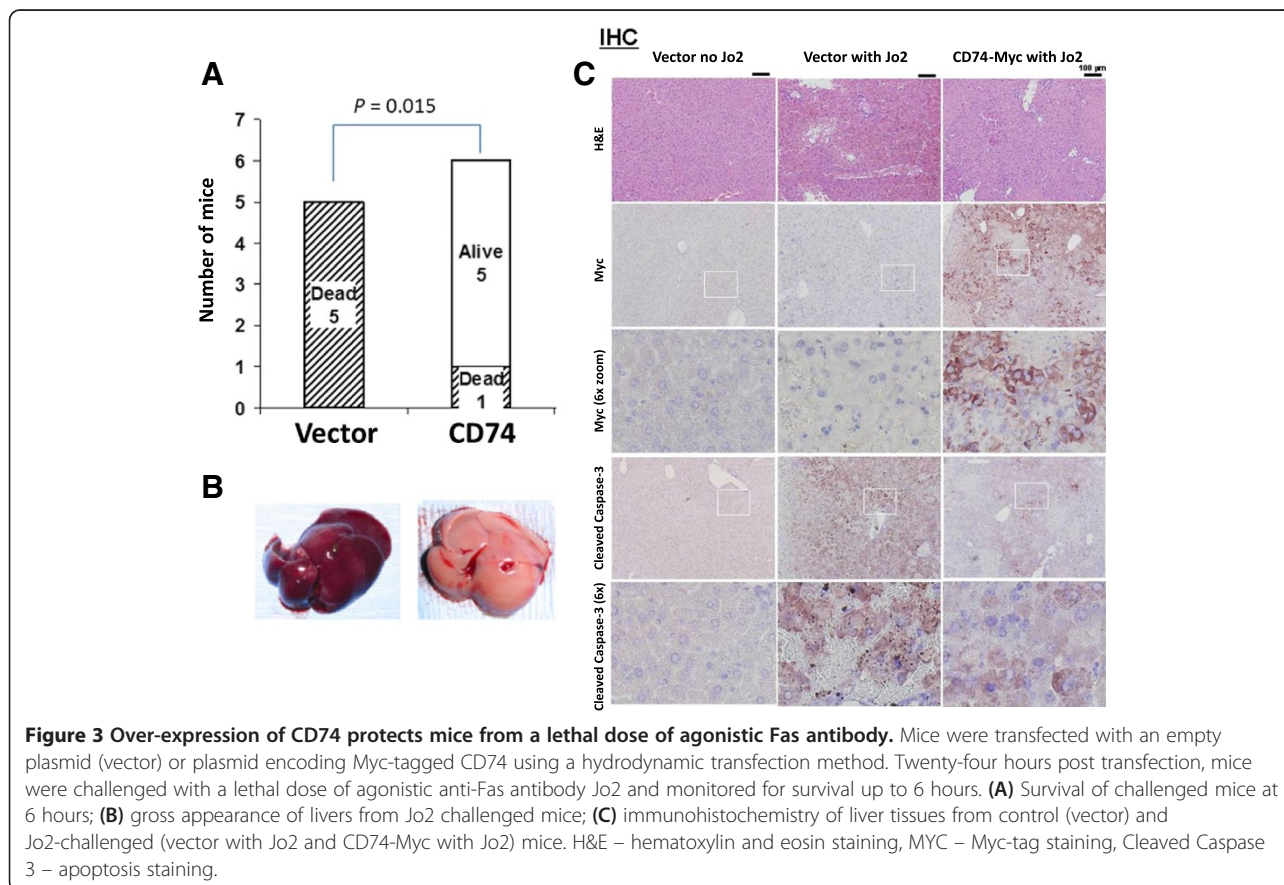 A
P = 0.015
Number of mice
7
6
5
4
3
2
1
0
Dead
5
Alive
5
Dead
1
Vector
CD74
B
IHC
C
Vector no Jo2
Vector with Jo2
CD74-Myc with Jo2
100 µm
H&E
Myc
Myc (6x zoom)
Cleaved Caspase-3
Cleaved Caspase-3 (6x)
Figure 3 Over-expression of CD74 protects mice from a lethal dose of agonistic Fas antibody. Mice were transfected with an empty
plasmid (vector) or plasmid encoding Myc-tagged CD74 using a hydrodynamic transfection method. Twenty-four hours post transfection, mice
were challenged with a lethal dose of agonistic anti-Fas antibody Jo2 and monitored for survival up to 6 hours. (A) Survival of challenged mice at
6 hours; (B) gross appearance of livers from Jo2 challenged mice; (C) immunohistochemistry of liver tissues from control (vector) and
Jo2-challenged (vector with Jo2 and CD74-Myc with Jo2) mice. H&E – hematoxylin and eosin staining, MYC – Myc-tag staining, Cleaved Caspase
3 – apoptosis staining.